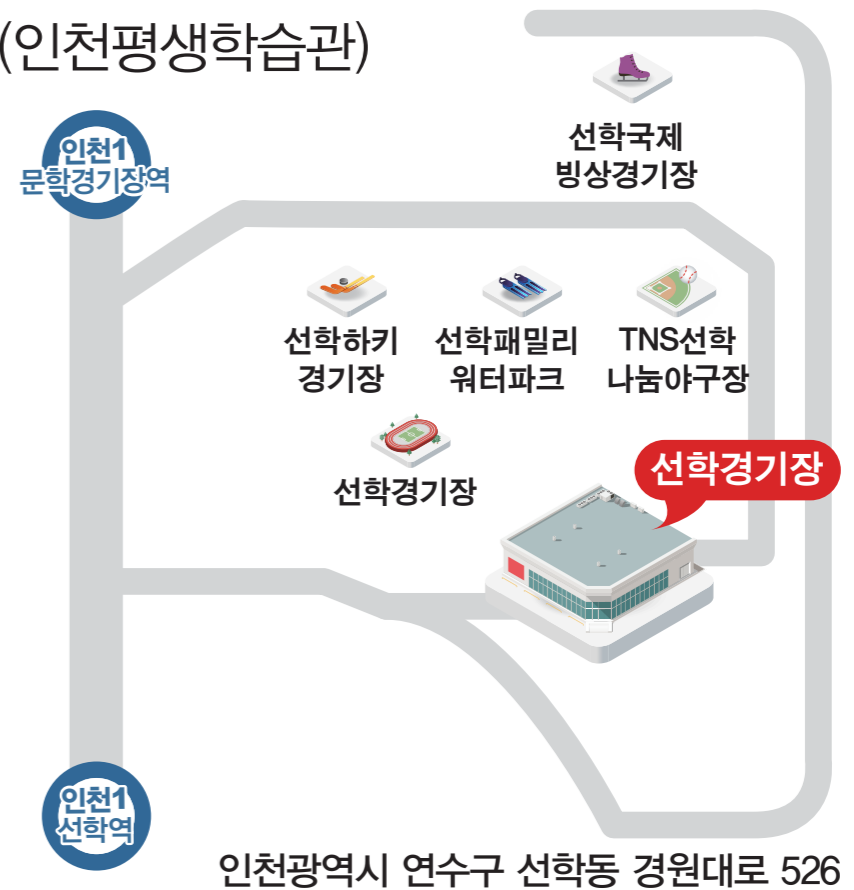 (인천평생학습관)
선학국제
빙상경기장
인천1
문학경기장역
선학하키
경기장
선학패밀리
워터파크
TNS선학
나눔야구장
선학경기장
선학경기장
인천1
선학역
인천광역시 연수구 선학동 경원대로 526